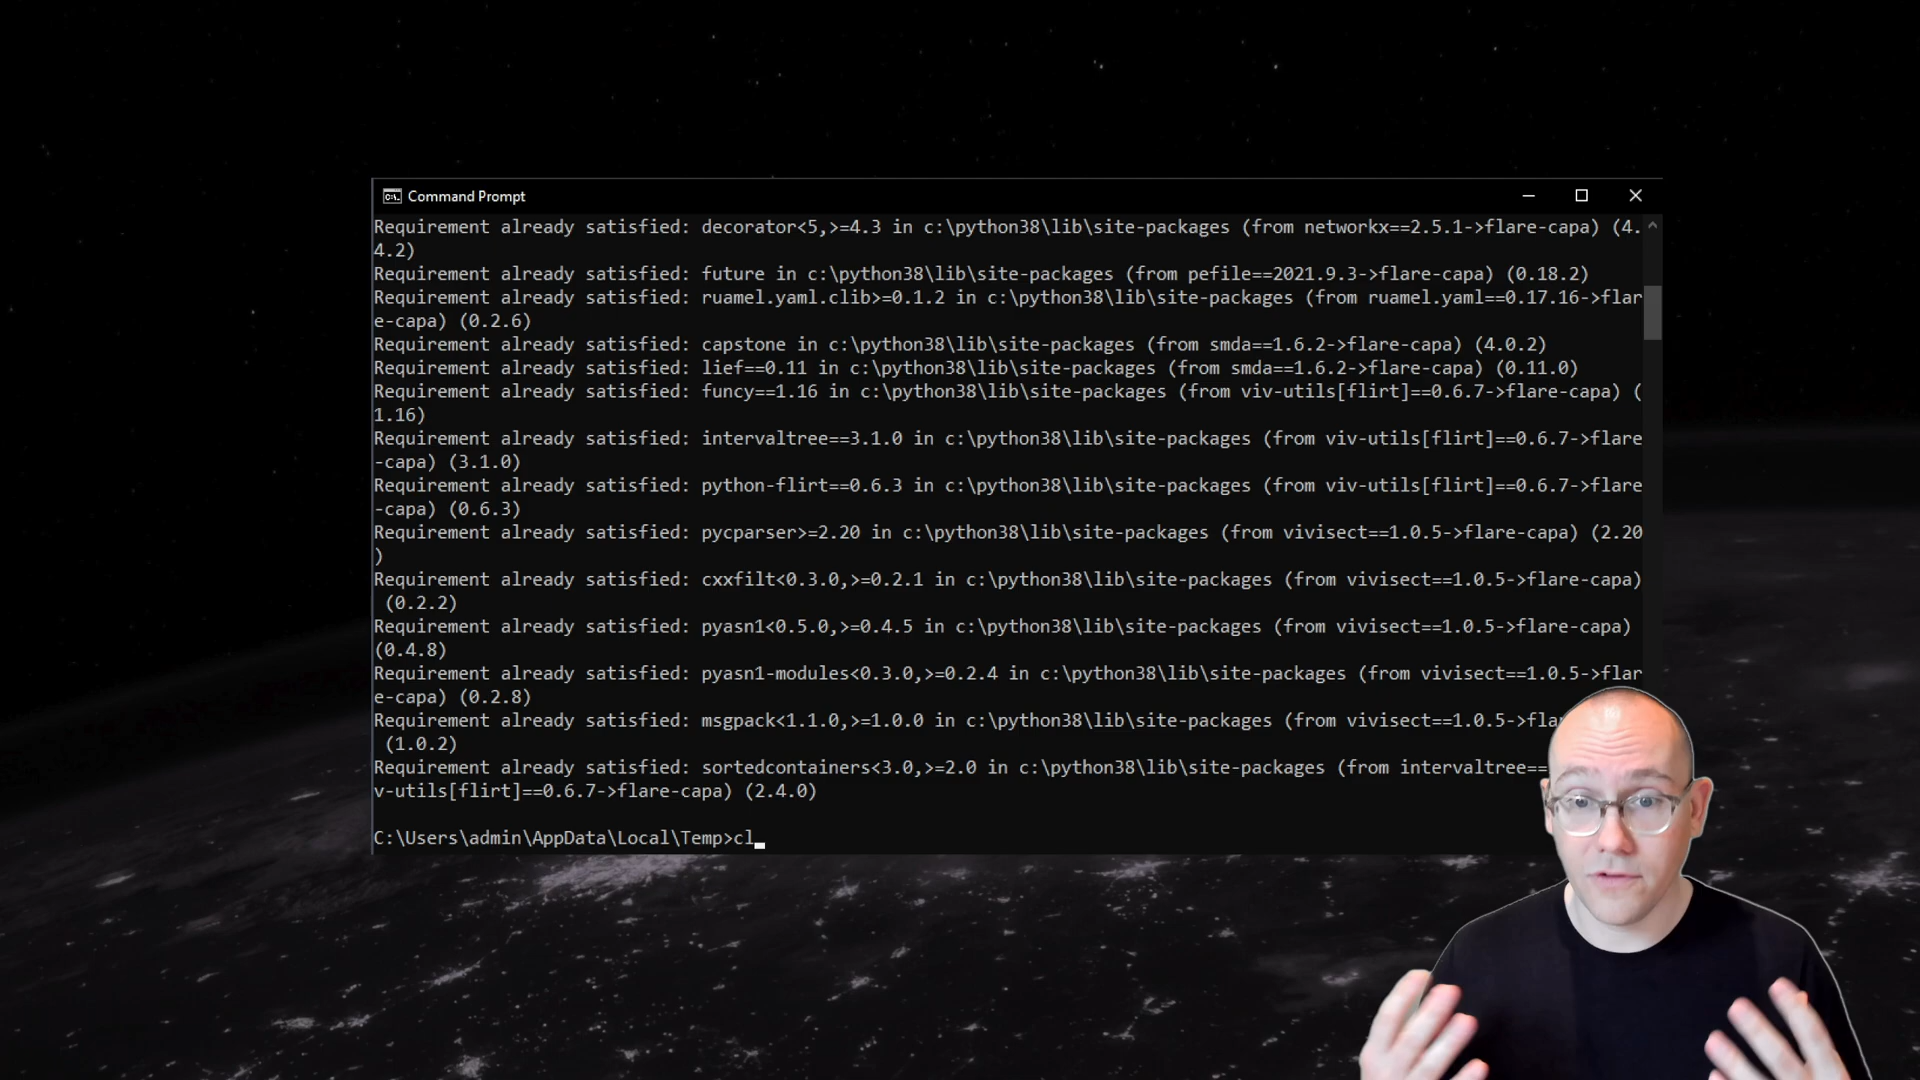 Command Prompt
Requirement already satisfied: decorator<5,>=4.3 in c:\python38\lib\site-packages (from networkx==2.5.1->flare-capa) (4.
4.2)
Requirement already satisfied: future in c:\python38\lib\site-packages (from pefile==2021.9.3->flare-capa) (0.18.2)
Requirement already satisfied: ruamel.yaml.clib>=0.1.2 in c:\python38\lib\site-packages (from ruamel.yaml==0.17.16->flar
e-capa) (0.2.6)
Requirement already satisfied: capstone in c:\python38\lib\site-packages (from smda==1.6.2->flare-capa) (4.0.2)
Requirement already satisfied: lief==0.11 in c:\python38\lib\site-packages (from smda==1.6.2->flare-capa) (0.11.0)
Requirement already satisfied: funcy==1.16 in c:\python38\lib\site-packages (from viv-utils[flirt]==0.6.7->flare-capa) (
1.16)
Requirement already satisfied: intervaltree==3.1.0 in c:\python38\lib\site-packages (from viv-utils[flirt]==0.6.7->flare
-capa) (3.1.0)
Requirement already satisfied: python-flirt==0.6.3 in c:\python38\lib\site-packages (from viv-utils[flirt]==0.6.7->flare
-capa) (0.6.3)
Requirement already satisfied: pycparser>=2.20 in c:\python38\lib\site-packages (from vivisect==1.0.5->flare-capa) (2.20
)
Requirement already satisfied: cxxfilt<0.3.0,>=0.2.1 in c:\python38\lib\site-packages (from vivisect==1.0.5->flare-capa)
(0.2.2)
Requirement already satisfied: pyasn1<0.5.0,>=0.4.5 in c:\python38\lib\site-packages (from vivisect==1.0.5->flare-capa)
(0.4.8)
Requirement already satisfied: pyasn1-modules<0.3.0,>=0.2.4 in c:\python38\lib\site-packages (from vivisect==1.0.5->flar
e-capa) (0.2.8)
Requirement already satisfied: msgpack<1.1.0,>=1.0.0 in c:\python38\lib\site-packages (from vivisect==1.0.5->fla
(1.0.2)
Requirement already satisfied: sortedcontainers<3.0,>=2.0 in c:\python38\lib\site-packages (from intervaltree==
v-utils[flirt]==0.6.7->flare-capa) (2.4.0)
C:\Users\admin\AppData\Local\Temp>cl